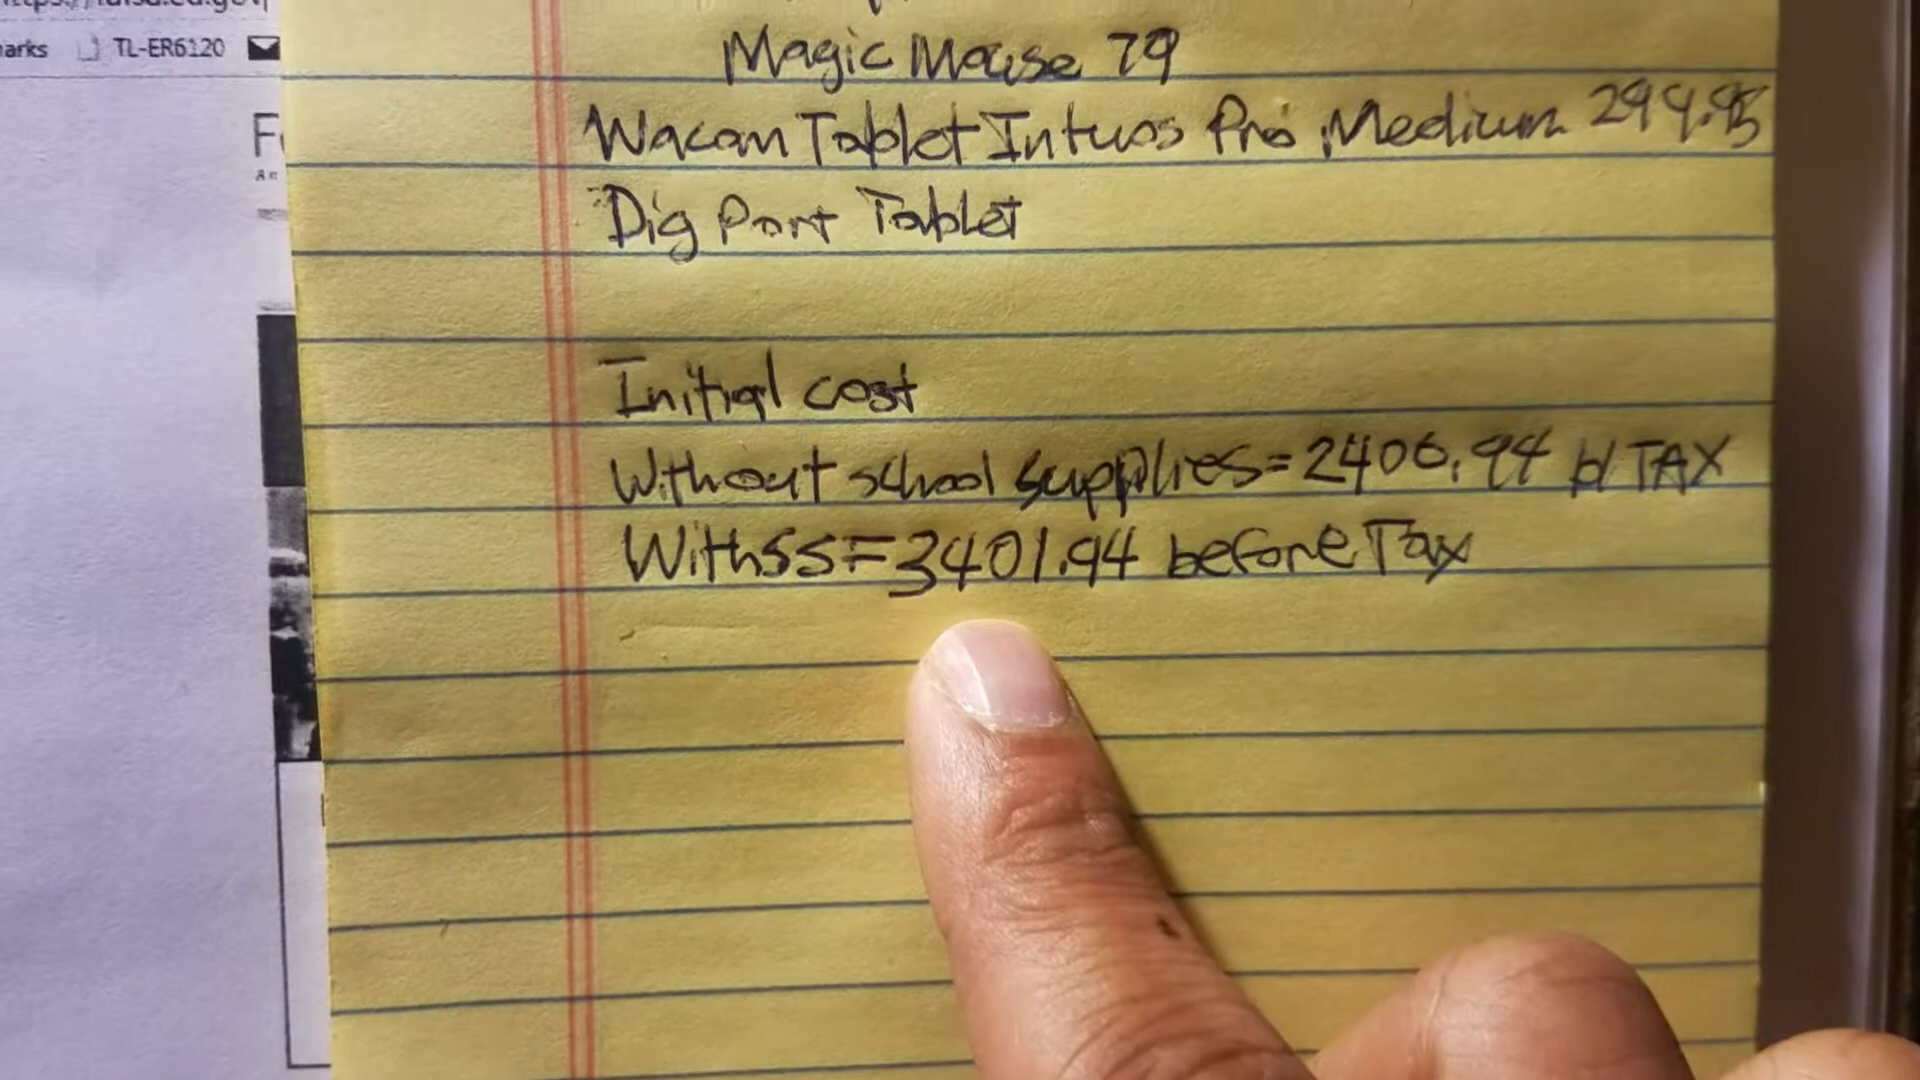 TL-ER6120
Magic Mouse 79
Wacom Tablet Intuos Pro Medium 299.95
Dig Port Tablet
Initial cost
Without school supplies=2406.94 b/ TAX
With SS=3401.94 before Tax